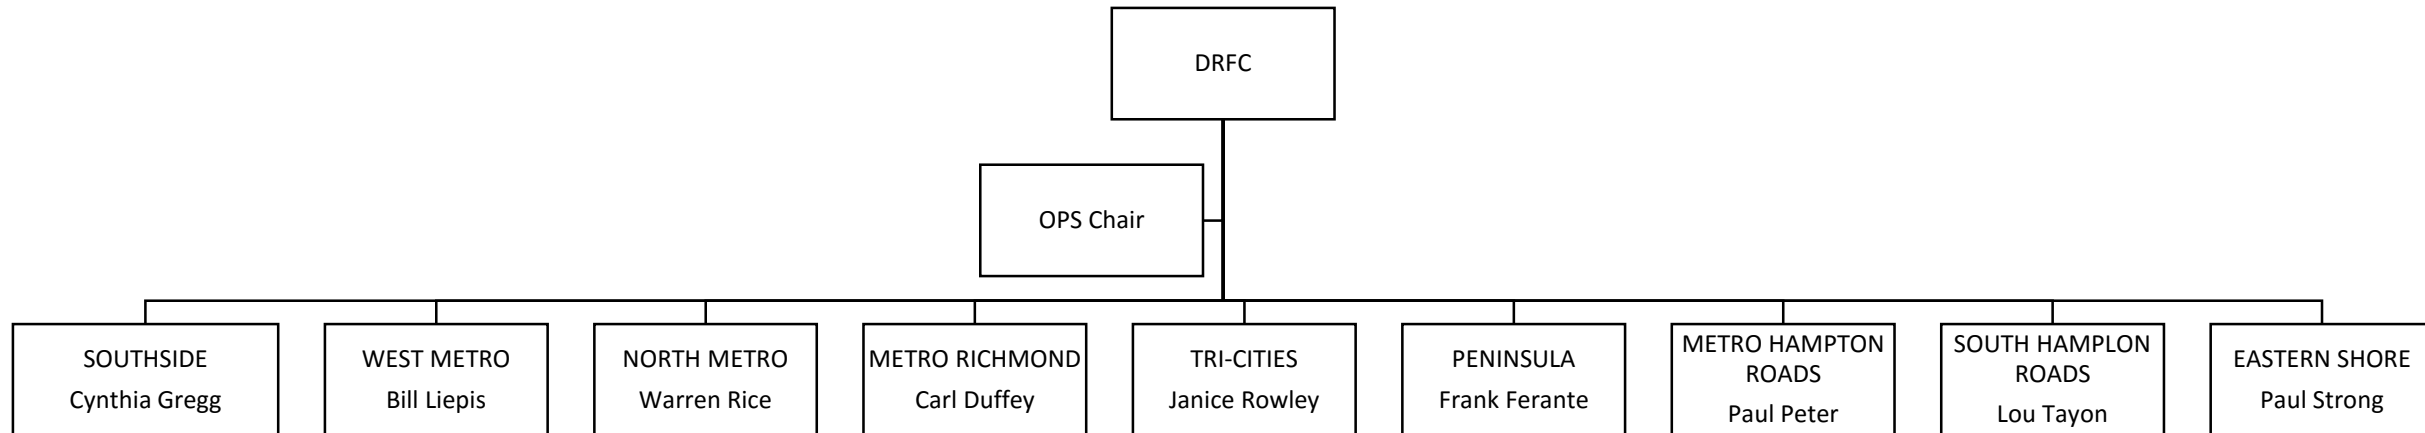 DRFC
OPS Chair
SOUTHSIDE
Cynthia Gregg
WEST METRO
Bill Liepis
NORTH METRO
Warren Rice
METRO RICHMOND
Carl Duffey
TRI-CITIES
Janice Rowley
PENINSULA
Frank Ferante
METRO HAMPTON
ROADS
Paul Peter
SOUTH HAMPLON
ROADS
Lou Tayon
EASTERN SHORE
Paul Strong